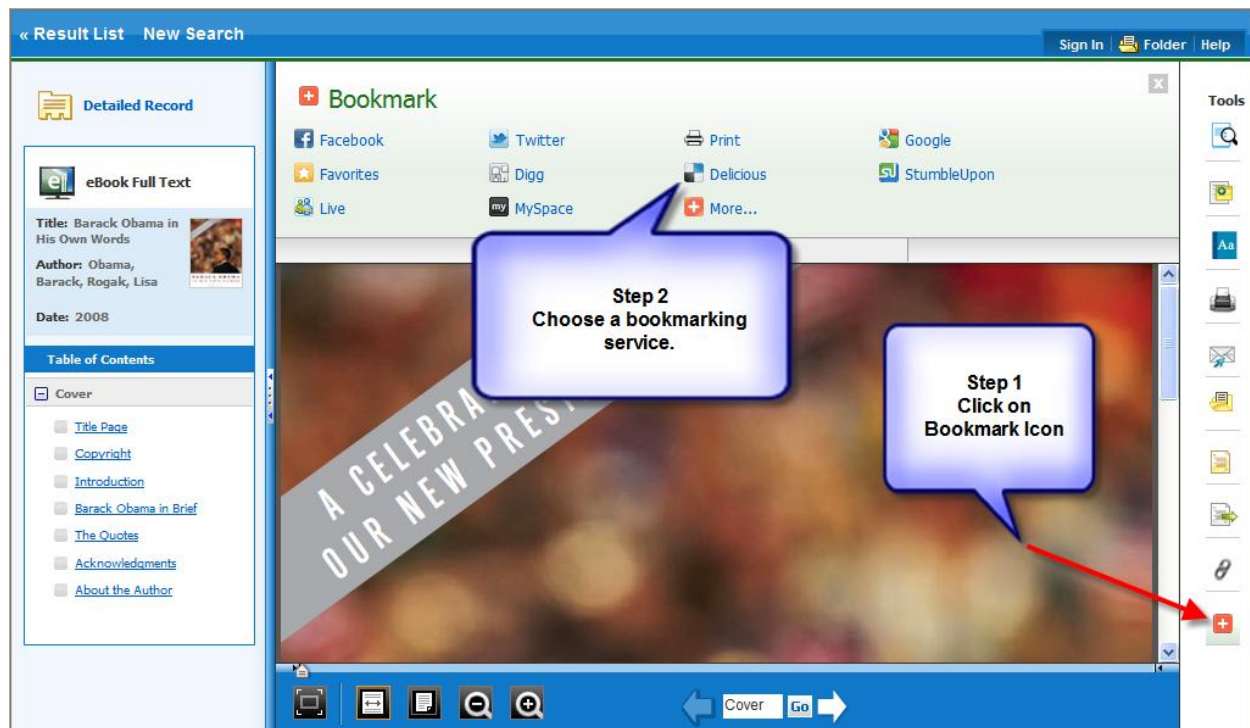 « Result List New Search
Sign In Folder Help
Detailed Record
eBook Full Text
Title: Barack Obama in
His Own Words
Author: Obama,
Barack, Rogak, Lisa
Date: 2008
Table of Contents
Cover
Title Page
Copyright
Introduction
Barack Obama in Brief
The Quotes
Acknowledgments
About the Author
Bookmark
Facebook
Twitter
Print
Google
Favorites
Digg
Delicious
StumbleUpon
Live
my MySpace
More...
Step 2
Choose a bookmarking
service.
Step 1
Click on
Bookmark Icon
A CELEBRA
OUR NEW PRES
Cover Go
Tools
Aa